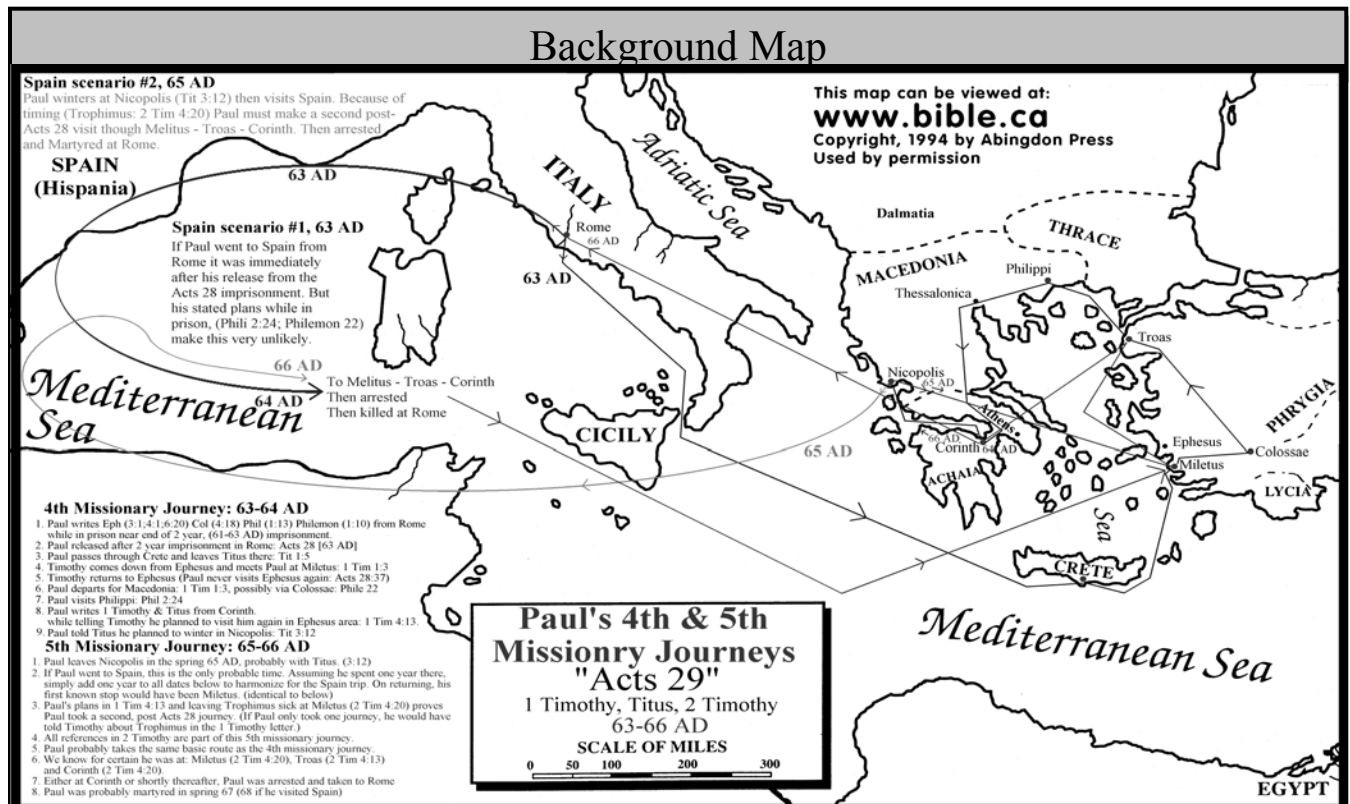 Background Map
Spain scenario #2, 65 AD
Paul winters at Nicopolis (Tit 3:12) then visits Spain. Because of
timing (Trophimus: 2 Tim 4:20) Paul must make a second post-
Acts 28 visit though Melitus - Troas - Corinth. Then arrested
and Martyred at Rome.
SPAIN
(Hispania)
63 AD
Spain scenario #1, 63 AD
If Paul went to Spain from
Rome it was immediately
after his release from the
Acts 28 imprisonment. But
his stated plans while in
prison, (Phili 2:24; Philemon 22)
make this very unlikely.
66 AD
64 AD
To Melitus - Troas - Corinth
Then arrested
Then killed at Rome
Mediterranean
Sea
ITALY
Adriatic Sea
Rome
66 AD
63 AD
CICILY
65 AD
This map can be viewed at:
www.bible.ca
Copyright, 1994 by Abingdon Press
Used by permission
Dalmatia
THRACE
MACEDONIA
Philippi
Thessalonica
Troas
Nicopolis
65 AD
Athens
66 AD
Corinth
64 AD
ACHAIA
PHRYGIA
Ephesus
Colossae
Miletus
LYCIA
Sea
CRETE
Mediterranean Sea
EGYPT
4th Missionary Journey: 63-64 AD
1. Paul writes Eph (3:1;4:1;6:20) Col (4:18) Phil (1:13) Philemon (1:10) from Rome
while in prison near end of 2 year, (61-63 AD) imprisonment.
2. Paul released after 2 year imprisonment in Rome: Acts 28 [63 AD]
3. Paul passes through Crete and leaves Titus there: Tit 1:5
4. Timothy comes down from Ephesus and meets Paul at Miletus: 1 Tim 1:3
5. Timothy returns to Ephesus (Paul never visits Ephesus again: Acts 28:37)
6. Paul departs for Macedonia: 1 Tim 1:3, possibly via Colossae: Phile 22
7. Paul visits Philippi: Phil 2:24
8. Paul writes 1 Timothy & Titus from Corinth.
while telling Timothy he planned to visit him again in Ephesus area: 1 Tim 4:13.
9. Paul told Titus he planned to winter in Nicopolis: Tit 3:12
5th Missionary Journey: 65-66 AD
1. Paul leaves Nicopolis in the spring 65 AD, probably with Titus. (3:12)
2. If Paul went to Spain, this is the only probable time. Assuming he spent one year there,
simply add one year to all dates below to harmonize for the Spain trip. On returning, his
first known stop would have been Miletus. (identical to below)
3. Paul's plans in 1 Tim 4:13 and leaving Trophimus sick at Miletus (2 Tim 4:20) proves
Paul took a second, post Acts 28 journey. (If Paul only took one journey, he would have
told Timothy about Trophimus in the 1 Timothy letter.)
4. All references in 2 Timothy are part of this 5th missionary journey.
5. Paul probably takes the same basic route as the 4th missionary journey.
6. We know for certain he was at: Miletus (2 Tim 4:20), Troas (2 Tim 4:13)
and Corinth (2 Tim 4:20).
7. Either at Corinth or shortly thereafter, Paul was arrested and taken to Rome
8. Paul was probably martyred in spring 67 (68 if he visited Spain)
Paul's 4th & 5th
Missionry Journeys
"Acts 29"
1 Timothy, Titus, 2 Timothy
63-66 AD
SCALE OF MILES
0 50 100 200 300